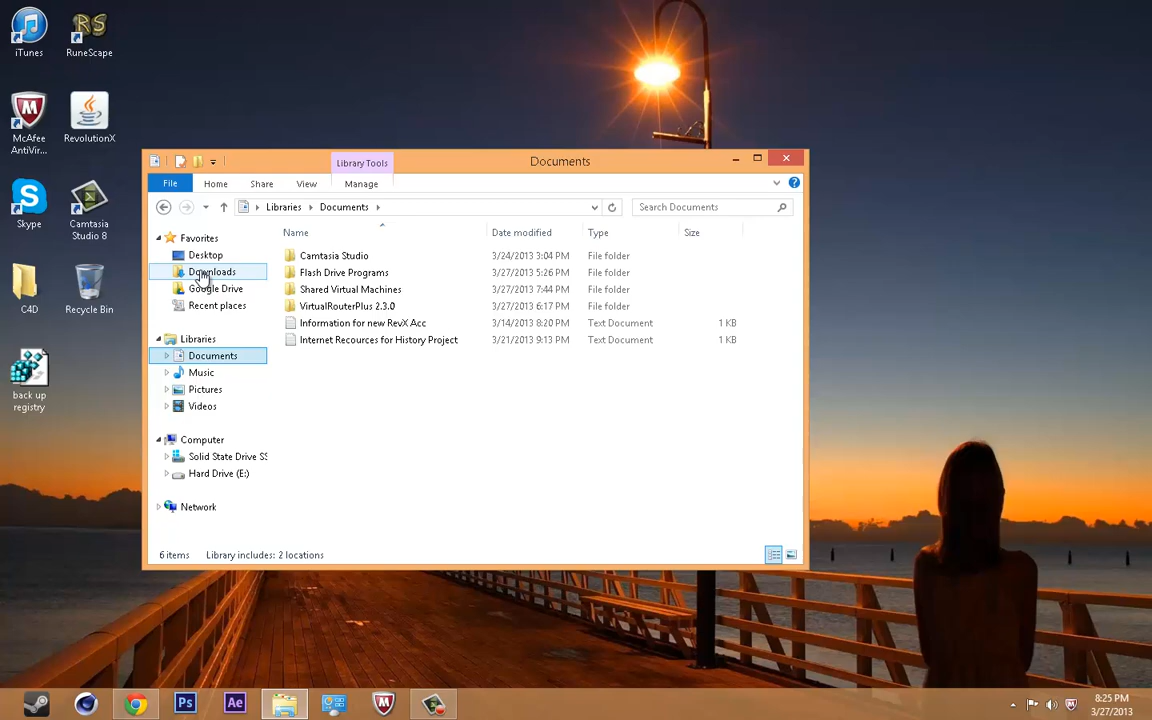 iTunes
RuneScape
McAfee
AntiVir...
RevolutionX
Skype
Camtasia
Studio 8
C4D
Recycle Bin
back up
registry
Library Tools
Documents
File
Home
Share
View
Manage
Libraries
Documents
Search Documents
Name
Date modified
Type
Size
Favorites
Desktop
Downloads
Google Drive
Recent places
Libraries
Documents
Music
Pictures
Videos
Computer
Solid State Drive SS
Hard Drive (E:)
Network
Camtasia Studio 3/24/2013 3:04 PM File folder
Flash Drive Programs 3/27/2013 5:26 PM File folder
Shared Virtual Machines 3/27/2013 7:44 PM File folder
VirtualRouterPlus 2.3.0 3/27/2013 6:17 PM File folder
Information for new RevX Acc 3/14/2013 8:20 PM Text Document 1 KB
Internet Recources for History Project 3/21/2013 9:13 PM Text Document 1 KB
6 items Library includes: 2 locations
Ps
Ae
8:25 PM
3/27/2013